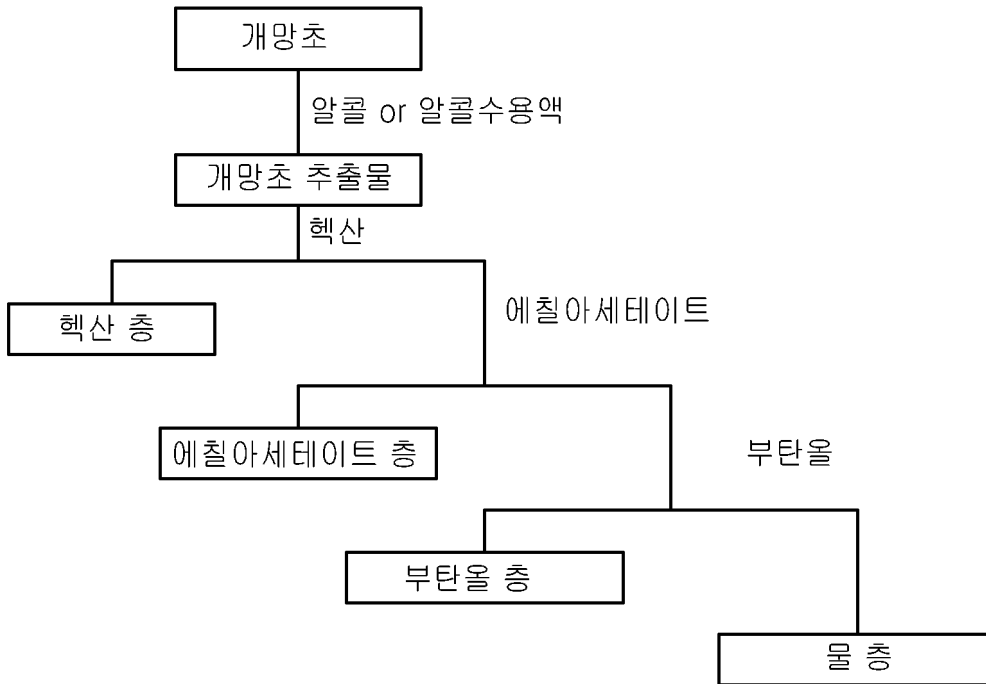 개망초
알콜 or 알콜수용액
개망초 추출물
헥산
헥산 층
에칠아세테이트
에칠아세테이트 층
부탄올
부탄올 층
물 층